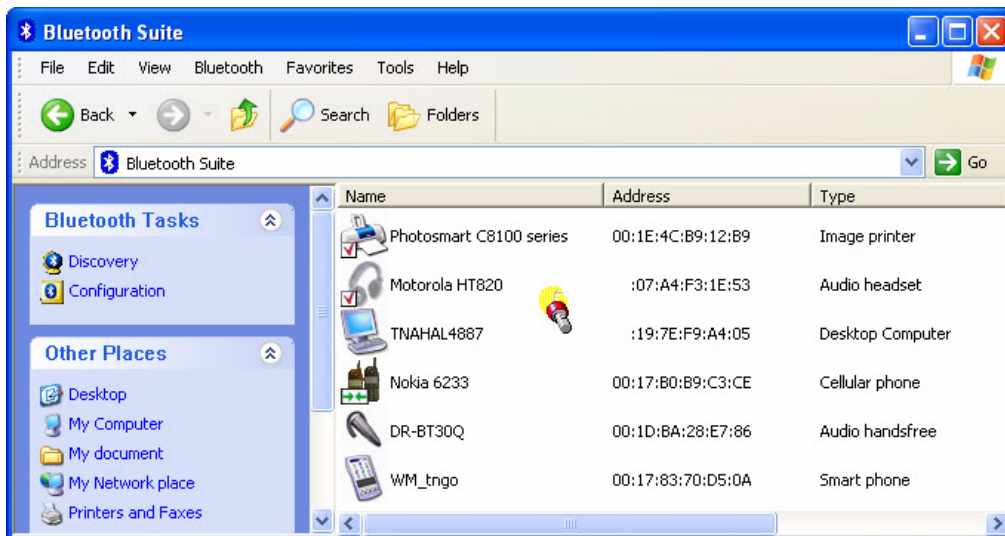 Bluetooth Suite
File Edit View Bluetooth Favorites Tools Help
Back Search Folders
Address Bluetooth Suite Go
Bluetooth Tasks
Discovery
Configuration
Other Places
Desktop
My Computer
My document
My Network place
Printers and Faxes
Name Address Type
Photosmart C8100 series 00:1E:4C:B9:12:B9 Image printer
Motorola HT820 :07:A4:F3:1E:53 Audio headset
TNAHAL4887 :19:7E:F9:A4:05 Desktop Computer
Nokia 6233 00:17:B0:B9:C3:CE Cellular phone
DR-BT30Q 00:1D:BA:28:E7:86 Audio handsfree
WM_tngo 00:17:83:70:D5:0A Smart phone